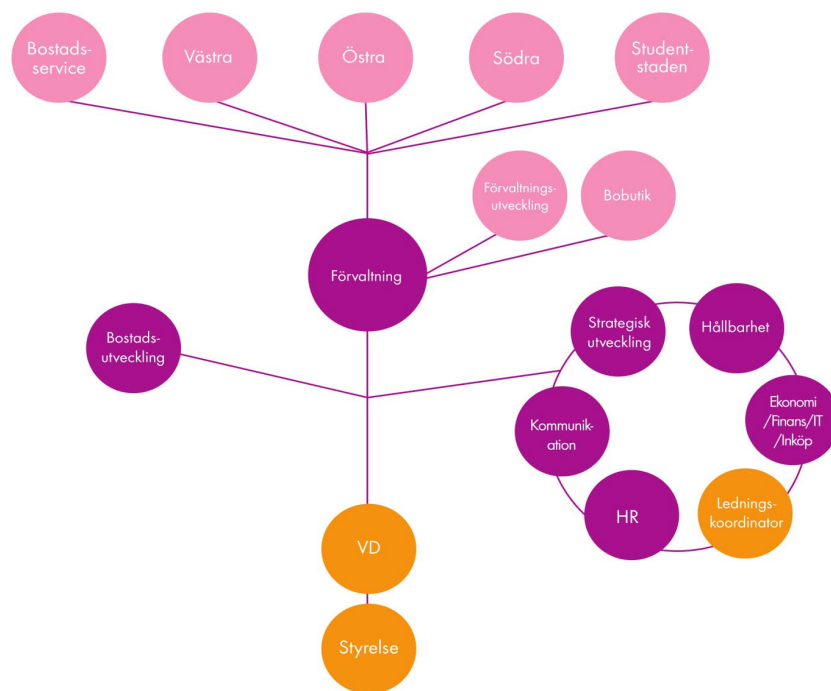 Bostads-
service
Västra
Östra
Södra
Student-
staden
Förvaltnings-
utveckling
Bobutik
Förvaltning
Bostads-
utveckling
Strategisk
utveckling
Hållbarhet
Ekonomi
/Finans/IT
/Inköp
Kommunik-
ation
HR
Lednings-
koordinator
VD
Styrelse